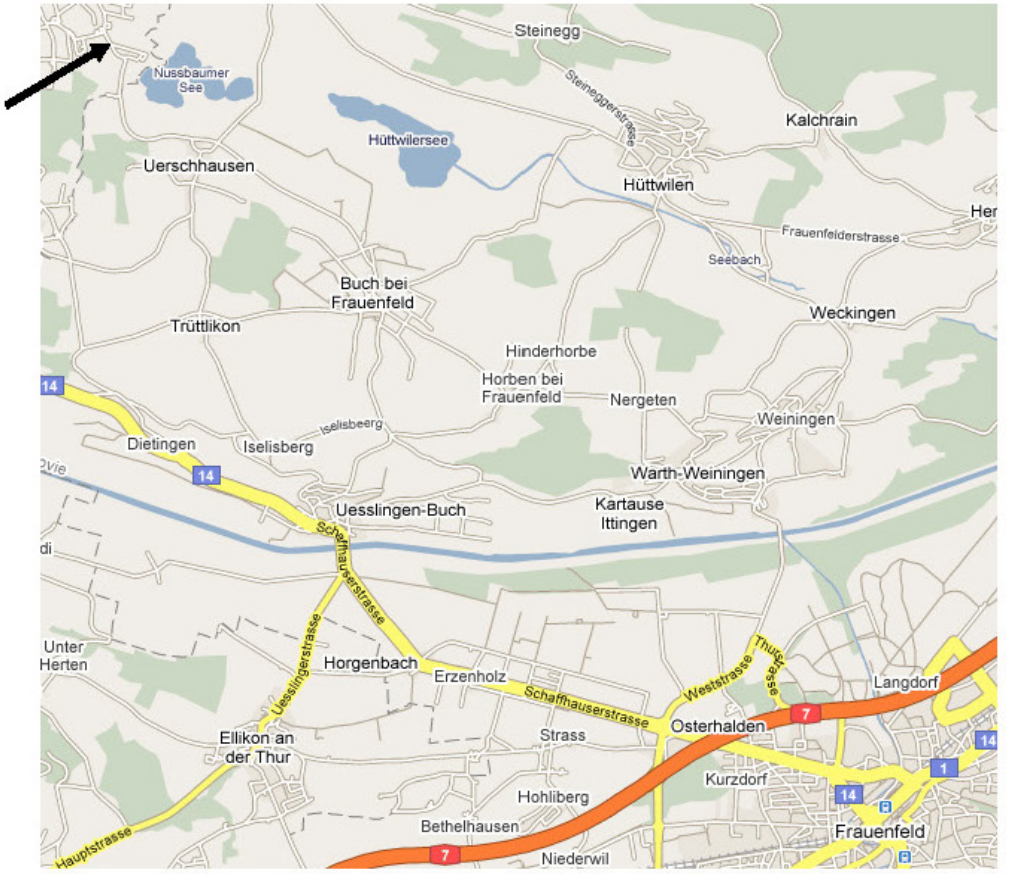 Steinegg
Nussbaumer
See
Steineggerstrasse
Kalchrain
Hüttwilersee
Uerschhausen
Hüttwilen
Her
Frauenfelderstrasse
Seebach
Buch bei
Frauenfeld
Weckingen
Trüttlikon
Hinderhorbe
14
Horben bei
Frauenfeld
Nergeten
Weiningen
Iselisbeerg
Dietingen
Iselisberg
ovie
14
Warth-Weiningen
Uesslingen-Buch
Kartause
Ittingen
Schaffhauserstrasse
di
Uesslingerstrasse
Unter
Herten
Horgenbach
Erzenholz
Thurstrasse
Weststrasse
Langdorf
Schaffhauserstrasse
7
Osterhalden
Ellikon an
der Thur
Strass
14
1
Kurzdorf
Hohliberg
14
Bethelhausen
Frauenfeld
Hauptstrasse
7
Niederwil